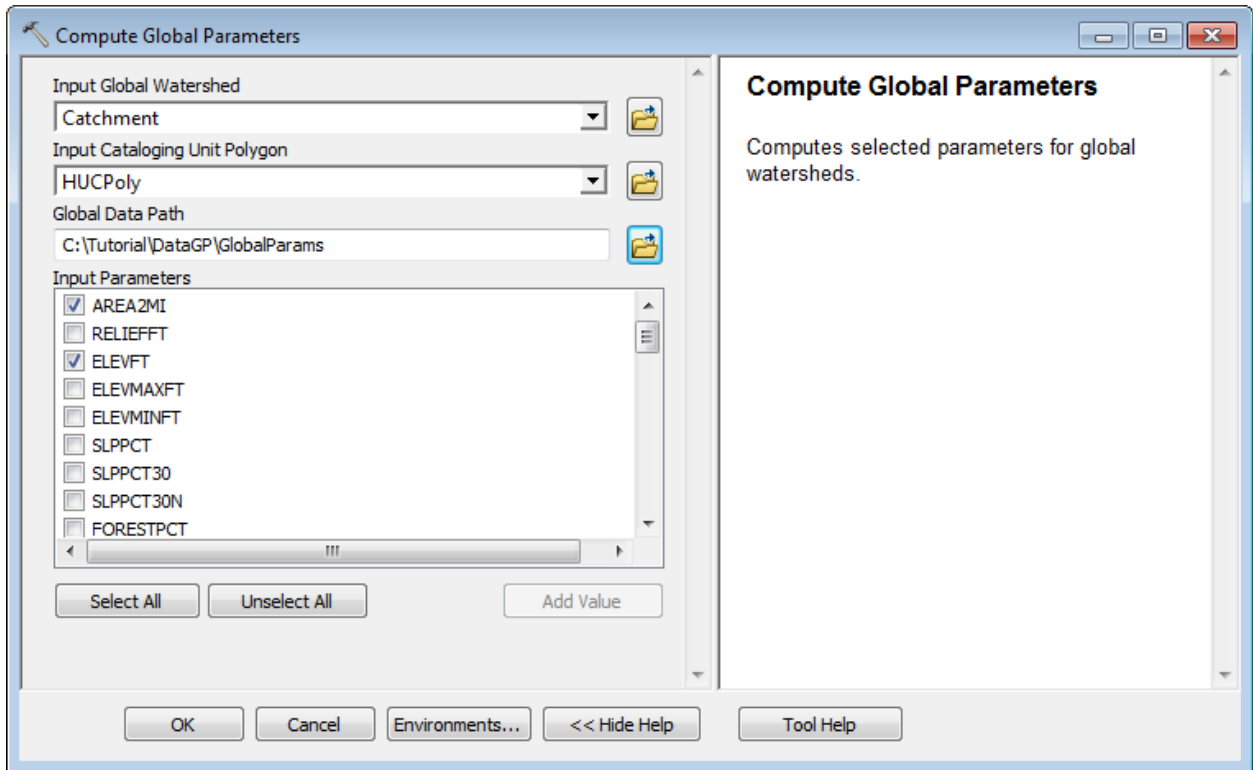 Compute Global Parameters
Input Global Watershed
Catchment
Input Cataloging Unit Polygon
HUCPoly
Global Data Path
C:\Tutorial\DataGP\GlobalParams
Input Parameters
AREA2MI
RELIEFFT
ELEVFT
ELEVMAXFT
ELEVMINFT
SLPPCT
SLPPCT30
SLPPCT30N
FORESTPCT
Select All
Unselect All
Add Value
Compute Global Parameters
Computes selected parameters for global
watersheds.
OK
Cancel
Environments...
<< Hide Help
Tool Help